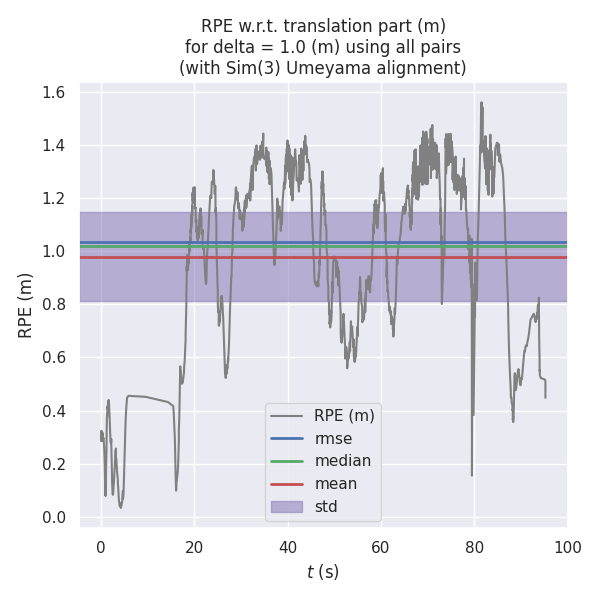 RPE w.r.t. translation part (m)
for delta = 1.0 (m) using all pairs
(with Sim(3) Umeyama alignment)
RPE (m)
1.6
1.4
1.2
1.0
0.8
0.6
0.4
0.2
0.0
RPE (m)
rmse
median
mean
std
0 20 40 60 80 100
t (s)